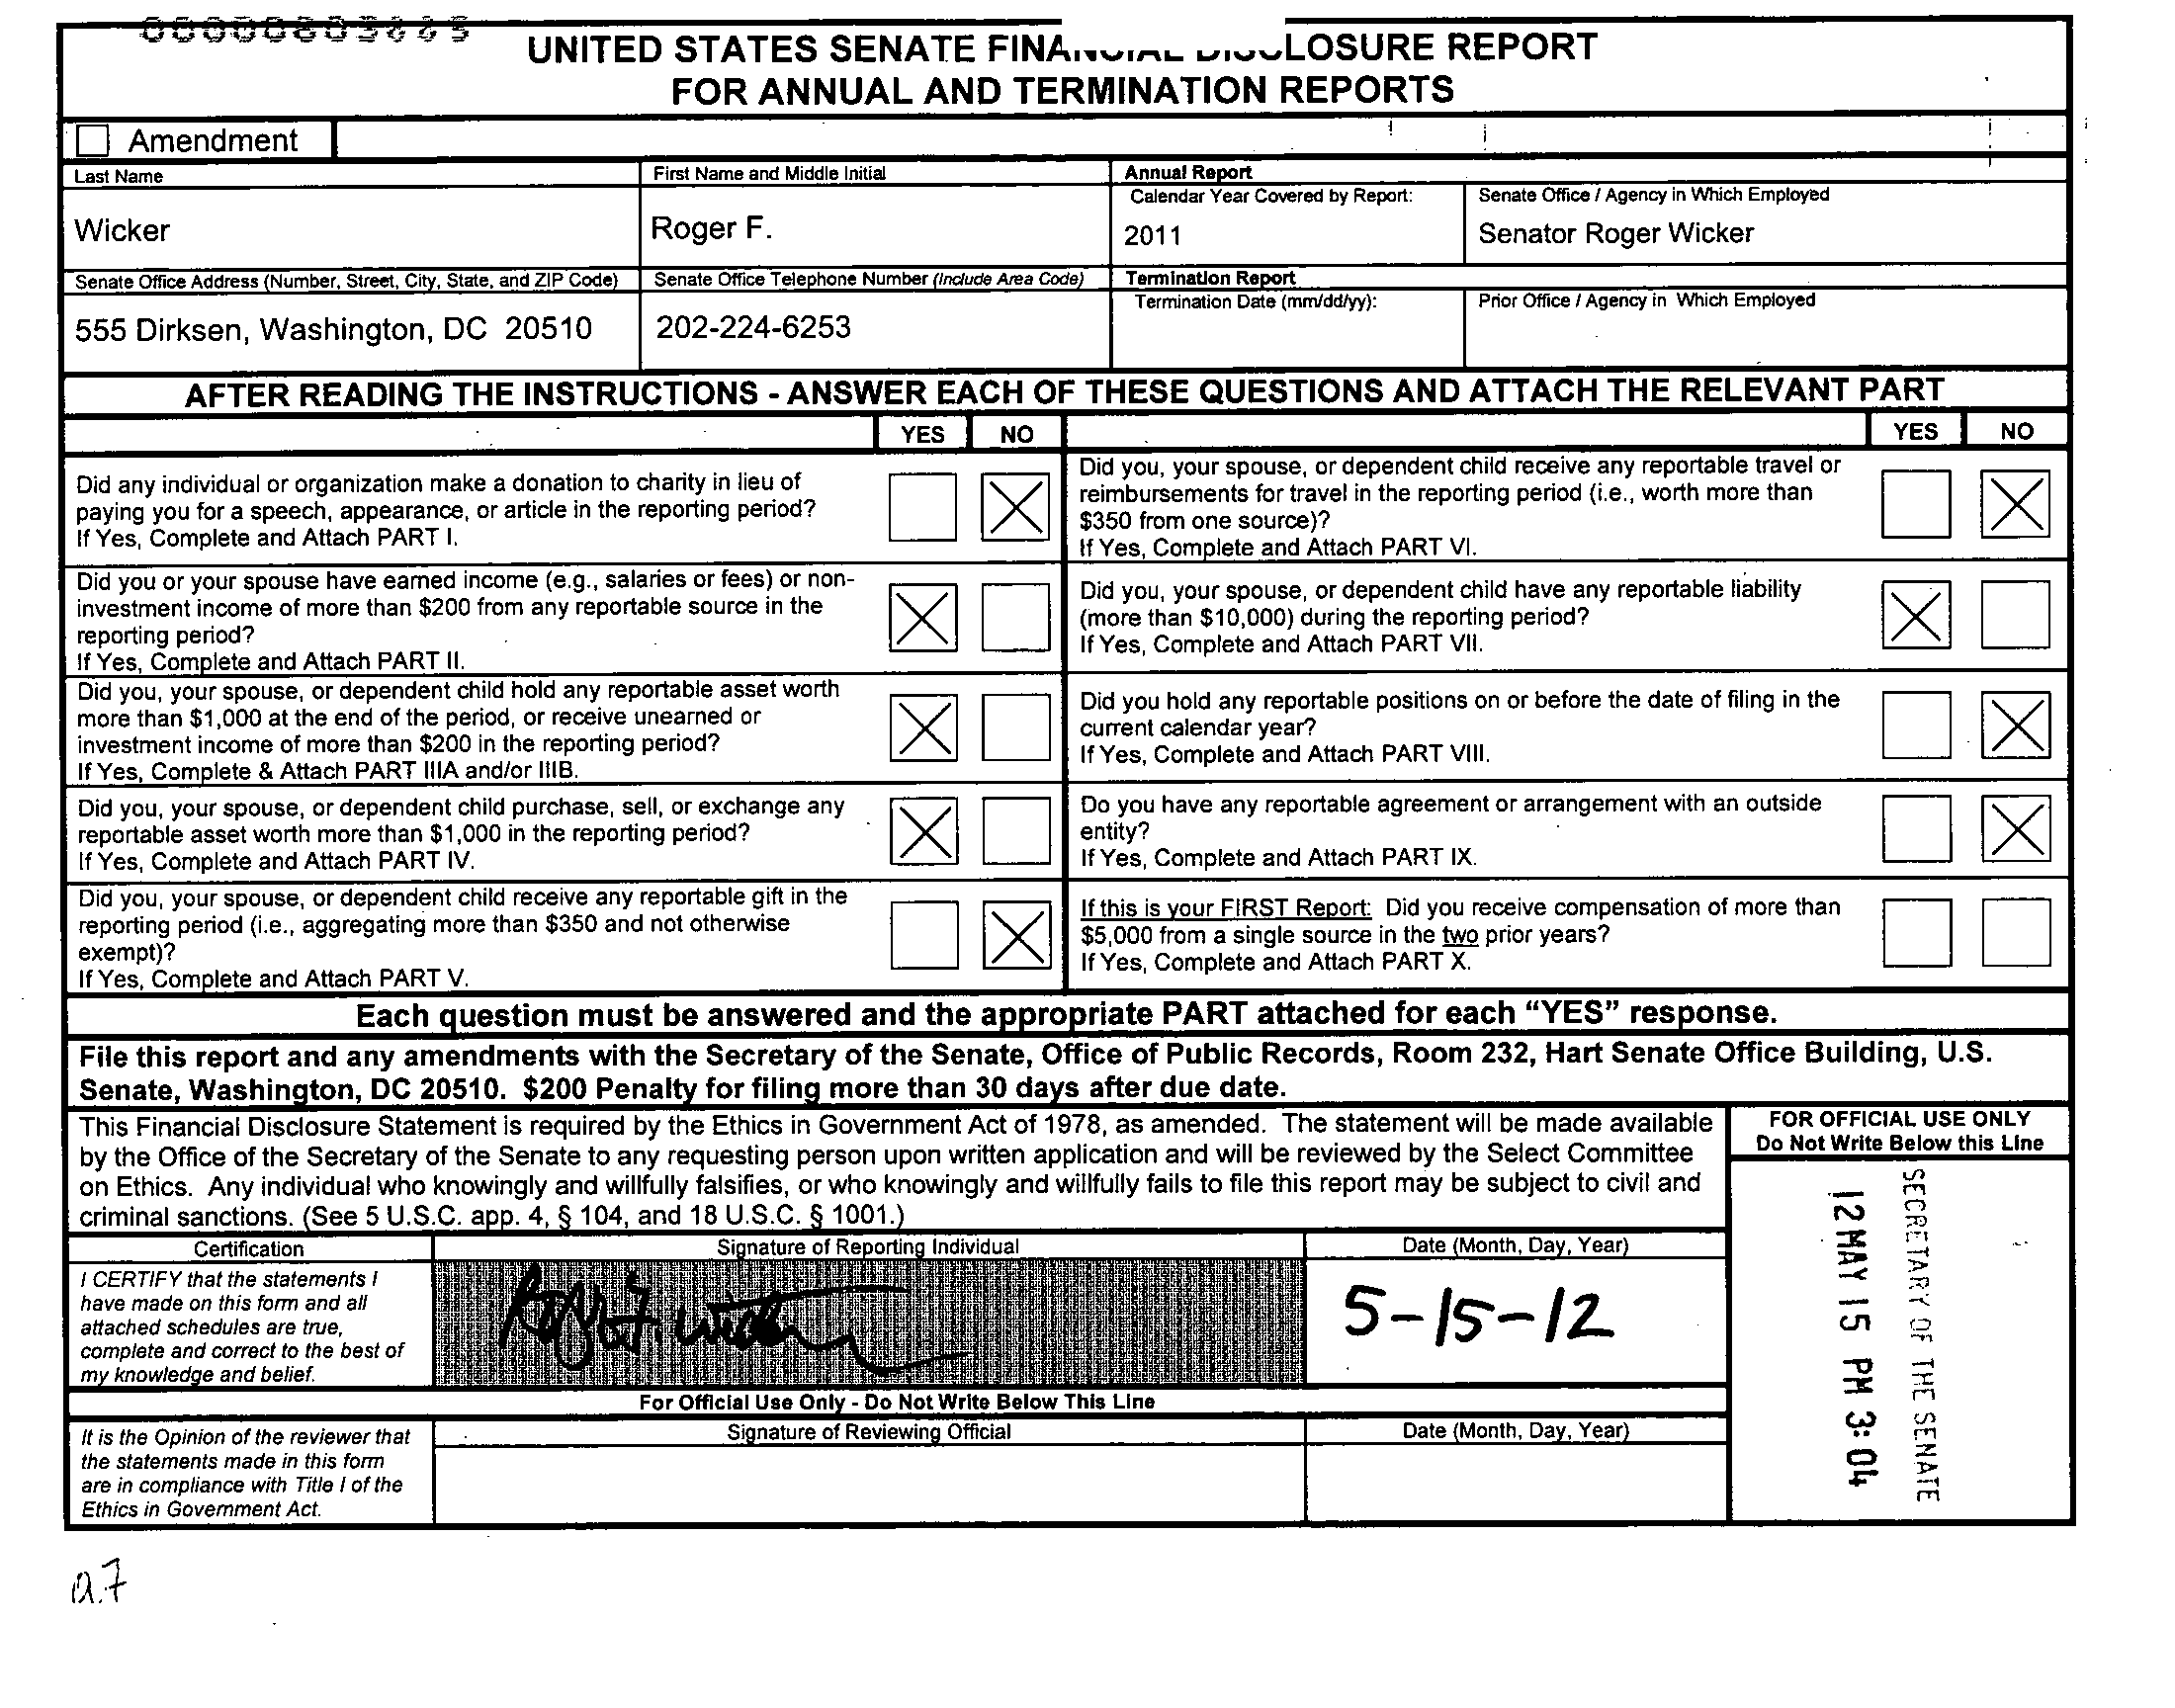 UNITED STATES SENATE FINANCIAL DISCLOSURE REPORT
FOR ANNUAL AND TERMINATION REPORTS
Amendment
Last Name
First Name and Middle Initial
Annual Report
Calendar Year Covered by Report:
Senate Office / Agency in Which Employed
Wicker
Roger F.
2011
Senator Roger Wicker
Senate Office Address (Number, Street, City, State, and ZIP Code)
Senate Office Telephone Number (Include Area Code)
Termination Report
Termination Date (mm/dd/yy):
Prior Office / Agency in Which Employed
555 Dirksen, Washington, DC 20510
202-224-6253
AFTER READING THE INSTRUCTIONS - ANSWER EACH OF THESE QUESTIONS AND ATTACH THE RELEVANT PART
YES NO
YES NO
Did any individual or organization make a donation to charity in lieu of
paying you for a speech, appearance, or article in the reporting period?
If Yes, Complete and Attach PART I.
Did you, your spouse, or dependent child receive any reportable travel or
reimbursements for travel in the reporting period (i.e., worth more than
$350 from one source)?
If Yes, Complete and Attach PART VI.
Did you or your spouse have earned income (e.g., salaries or fees) or non-
investment income of more than $200 from any reportable source in the
reporting period?
If Yes, Complete and Attach PART II.
Did you, your spouse, or dependent child have any reportable liability
(more than $10,000) during the reporting period?
If Yes, Complete and Attach PART VII.
Did you, your spouse, or dependent child hold any reportable asset worth
more than $1,000 at the end of the period, or receive unearned or
investment income of more than $200 in the reporting period?
If Yes, Complete & Attach PART IIIA and/or IIIB.
Did you hold any reportable positions on or before the date of filing in the
current calendar year?
If Yes, Complete and Attach PART VIII.
Did you, your spouse, or dependent child purchase, sell, or exchange any
reportable asset worth more than $1,000 in the reporting period?
If Yes, Complete and Attach PART IV.
Do you have any reportable agreement or arrangement with an outside
entity?
If Yes, Complete and Attach PART IX.
Did you, your spouse, or dependent child receive any reportable gift in the
reporting period (i.e., aggregating more than $350 and not otherwise
exempt)?
If Yes, Complete and Attach PART V.
If this is your FIRST Report: Did you receive compensation of more than
$5,000 from a single source in the two prior years?
If Yes, Complete and Attach PART X.
Each question must be answered and the appropriate PART attached for each “YES” response.
File this report and any amendments with the Secretary of the Senate, Office of Public Records, Room 232, Hart Senate Office Building, U.S.
Senate, Washington, DC 20510. $200 Penalty for filing more than 30 days after due date.
This Financial Disclosure Statement is required by the Ethics in Government Act of 1978, as amended. The statement will be made available
by the Office of the Secretary of the Senate to any requesting person upon written application and will be reviewed by the Select Committee
on Ethics. Any individual who knowingly and willfully falsifies, or who knowingly and willfully fails to file this report may be subject to civil and
criminal sanctions. (See 5 U.S.C. app. 4, § 104, and 18 U.S.C. § 1001.)
FOR OFFICIAL USE ONLY
Do Not Write Below this Line
SECRETARY OF THE SENATE
12 MAY 15 PM 3:04
Certification
Signature of Reporting Individual
Date (Month, Day, Year)
I CERTIFY that the statements I
have made on this form and all
attached schedules are true,
complete and correct to the best of
my knowledge and belief.
Roger F. Wicker
5-15-12
For Official Use Only - Do Not Write Below This Line
It is the Opinion of the reviewer that
the statements made in this form
are in compliance with Title I of the
Ethics in Government Act.
Signature of Reviewing Official
Date (Month, Day, Year)